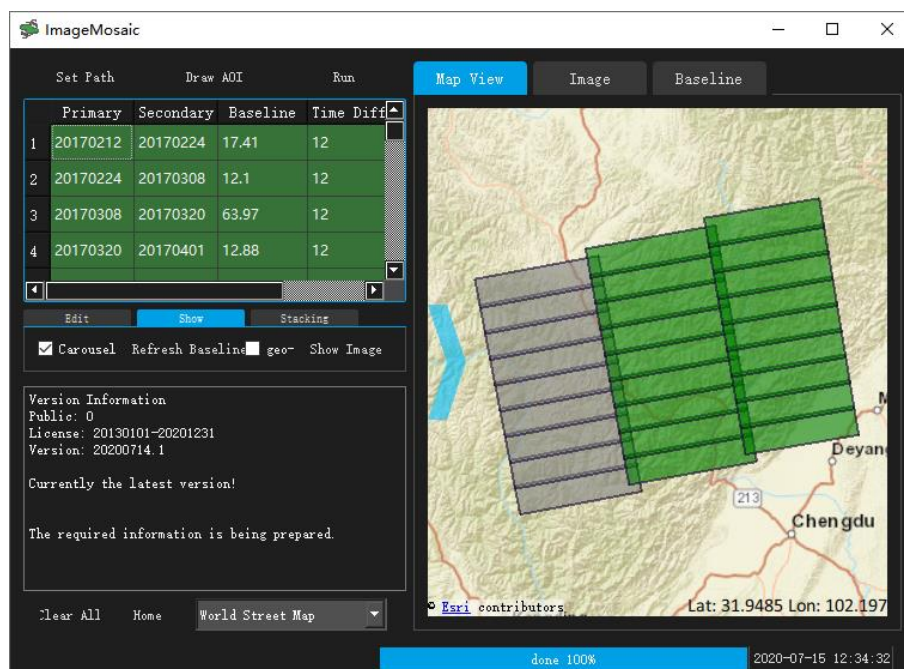 ImageMosaic
Set Path Draw AOI Run
Primary Secondary Baseline Time Diff
1 20170212 20170224 17.41 12
2 20170224 20170308 12.1 12
3 20170308 20170320 63.97 12
4 20170320 20170401 12.88 12
Edit Show Stacking
Carousel Refresh Baseline geo- Show Image
Version Information
Public: 0
License: 20130101-20201231
Version: 20200714.1
Currently the latest version!
The required information is being prepared.
Clear All Home World Street Map
Map View Image Baseline
M
Deyan
213
Chengdu
© Esri contributors Lat: 31.9485 Lon: 102.197
done 100% 2020-07-15 12:34:32